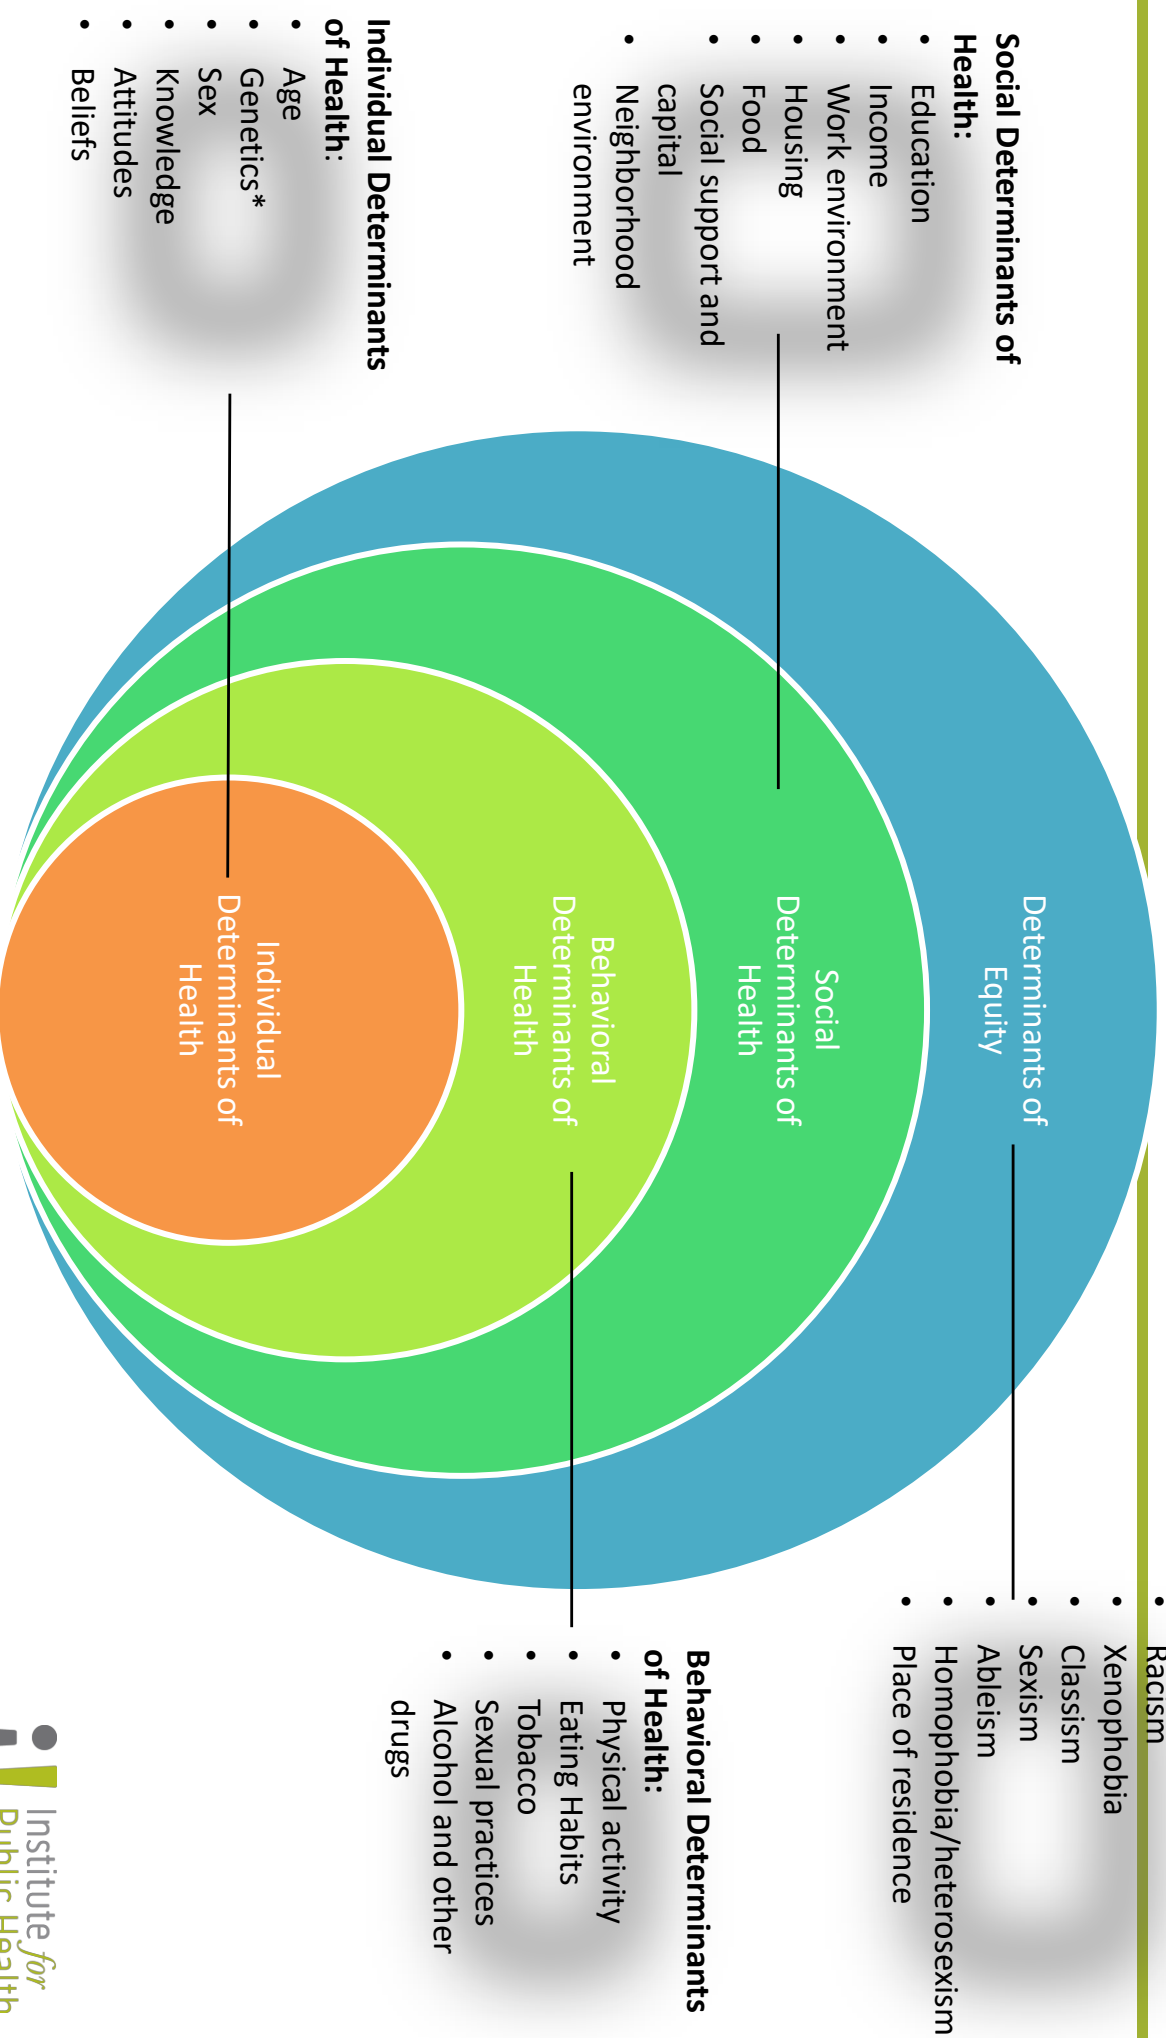 Social Determinants of
Health:
• Education
• Income
• Work environment
• Housing
• Food
• Social support and
capital
• Neighborhood
environment
Individual Determinants
of Health:
• Age
• Genetics*
• Sex
• Knowledge
• Attitudes
• Beliefs
Determinants of
Equity
Social
Determinants of
Health
Behavioral
Determinants of
Health
Individual
Determinants of
Health
• Racism
• Xenophobia
• Classism
• Sexism
• Ableism
• Homophobia/heterosexism
• Place of residence
Behavioral Determinants
of Health:
• Physical activity
• Eating Habits
• Tobacco
• Sexual practices
• Alcohol and other
drugs
Institute for
Public Health